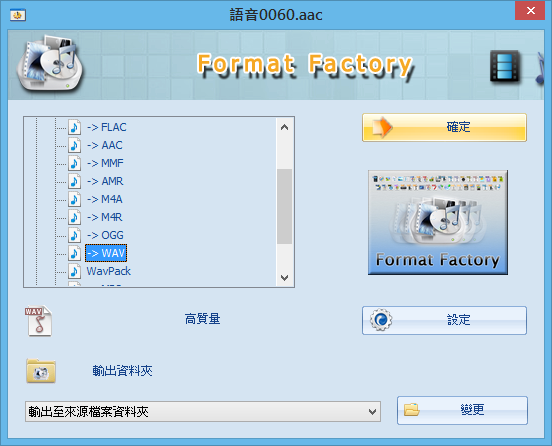 語音0060.aac
Format Factory
-> FLAC
-> AAC
-> MMF
-> AMR
-> M4A
-> M4R
-> OGG
-> WAV
WavPack
確定
Format Factory
WAV
高質量
設定
輸出資料夾
輸出至來源檔案資料夾
變更